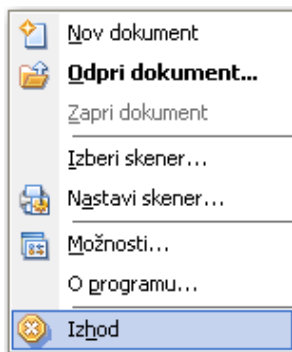 Nov dokument
Odpri dokument...
Zapri dokument
Izberi skener...
Nastavi skener...
Možnosti...
O programu...
Izhod